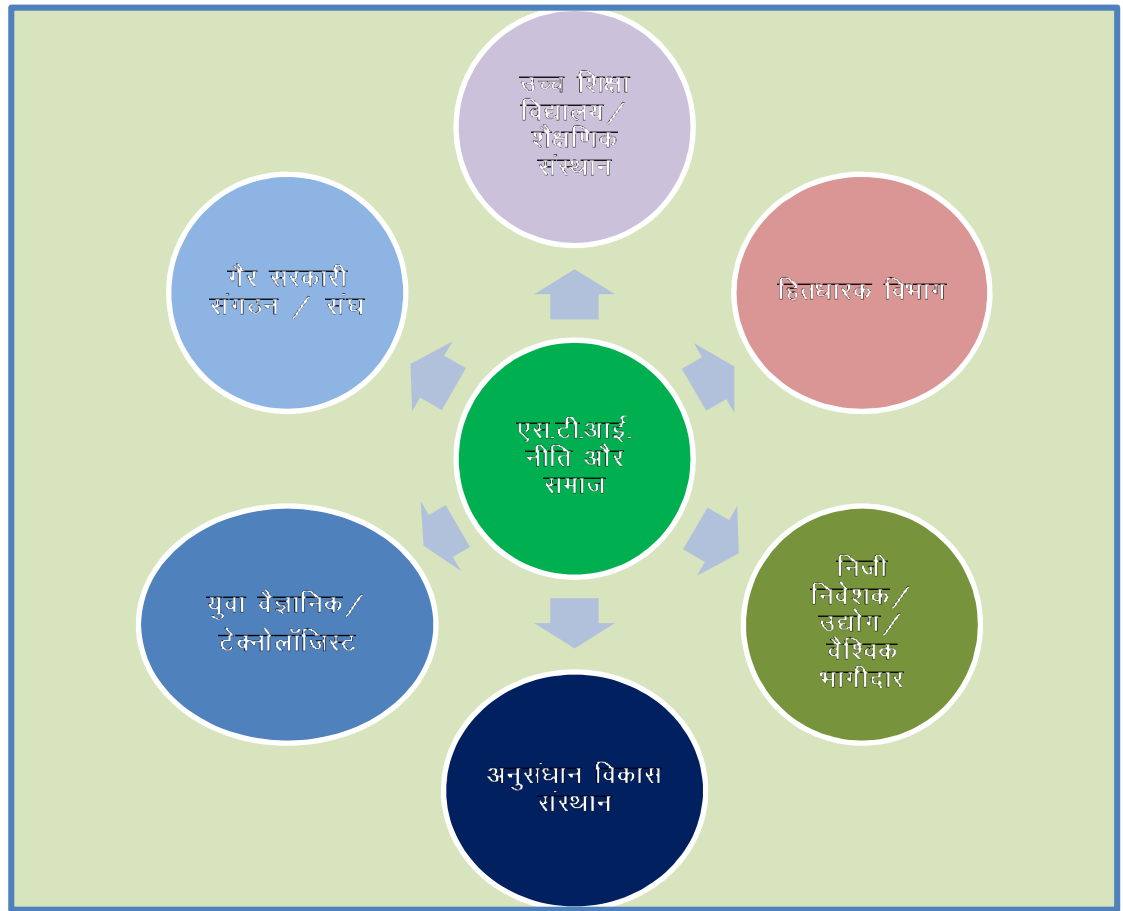 उच्च शिक्षा
विद्यालय/
शैक्षणिक
संस्थान
हितधारक विभाग
निजी
निवेशक/
उद्योग/
वैश्विक
भागीदार
अनुसंधान विकास
संस्थान
युवा वैज्ञानिक/
टेक्नोलॉजिस्ट
गैर सरकारी
संगठन / संघ
एस.टी.आई.
नीति और
समाज